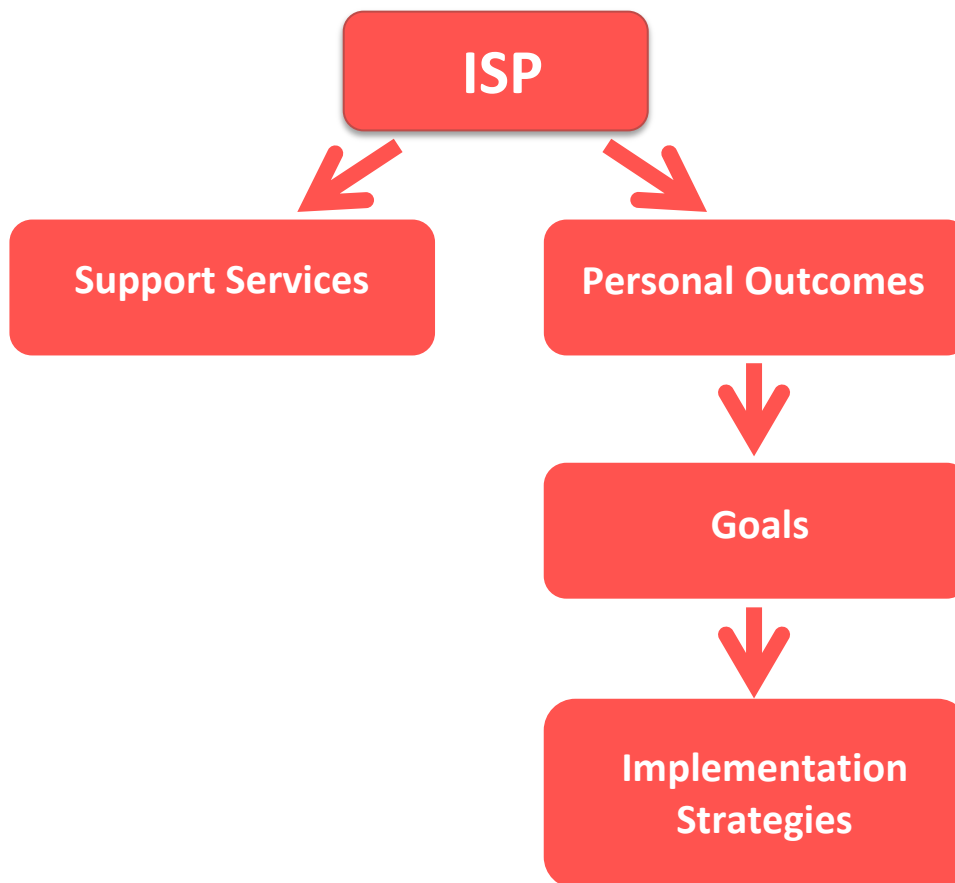 ISP
Support Services
Personal Outcomes
Goals
Implementation
Strategies